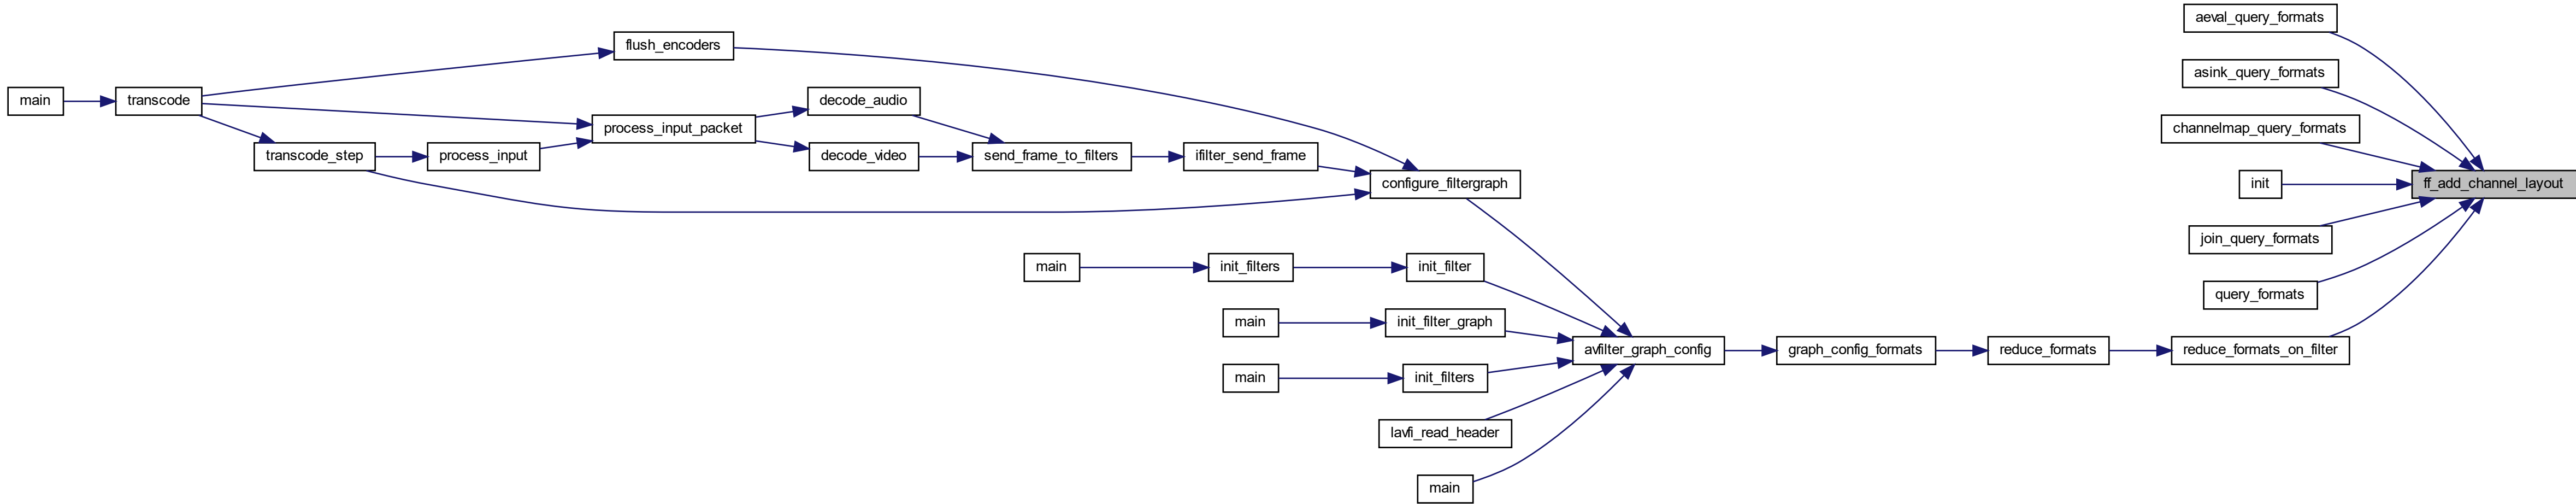 aeval_query_formats
flush_encoders
asink_query_formats
main
transcode
decode_audio
process_input_packet
channelmap_query_formats
transcode_step
process_input
decode_video
send_frame_to_filters
ifilter_send_frame
configure_filtergraph
init
ff_add_channel_layout
join_query_formats
main
init_filters
init_filter
query_formats
main
init_filter_graph
avfilter_graph_config
graph_config_formats
reduce_formats
reduce_formats_on_filter
main
init_filters
lavfi_read_header
main